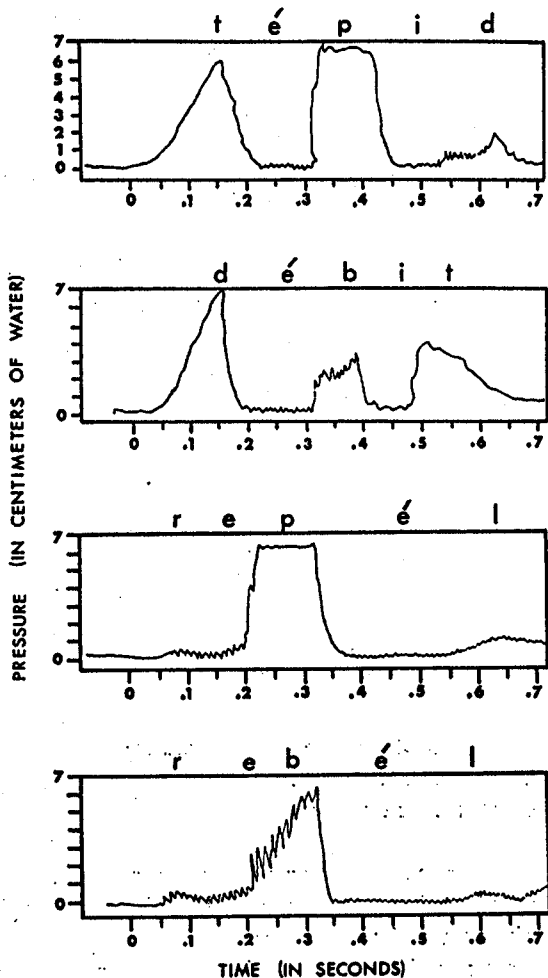 t é p i d
7
6
5
4
3
2
1
0
0 .1 .2 .3 .4 .5 .6 .7
d é b i t
7
0
0 .1 .2 .3 .4 .5 .6 .7
r e p é l
7
0
0 .1 .2 .3 .4 .5 .6 .7
r e b é l
7
0
0 .1 .2 .3 .4 .5 .6 .7
PRESSURE (IN CENTIMETERS OF WATER)
TIME (IN SECONDS)